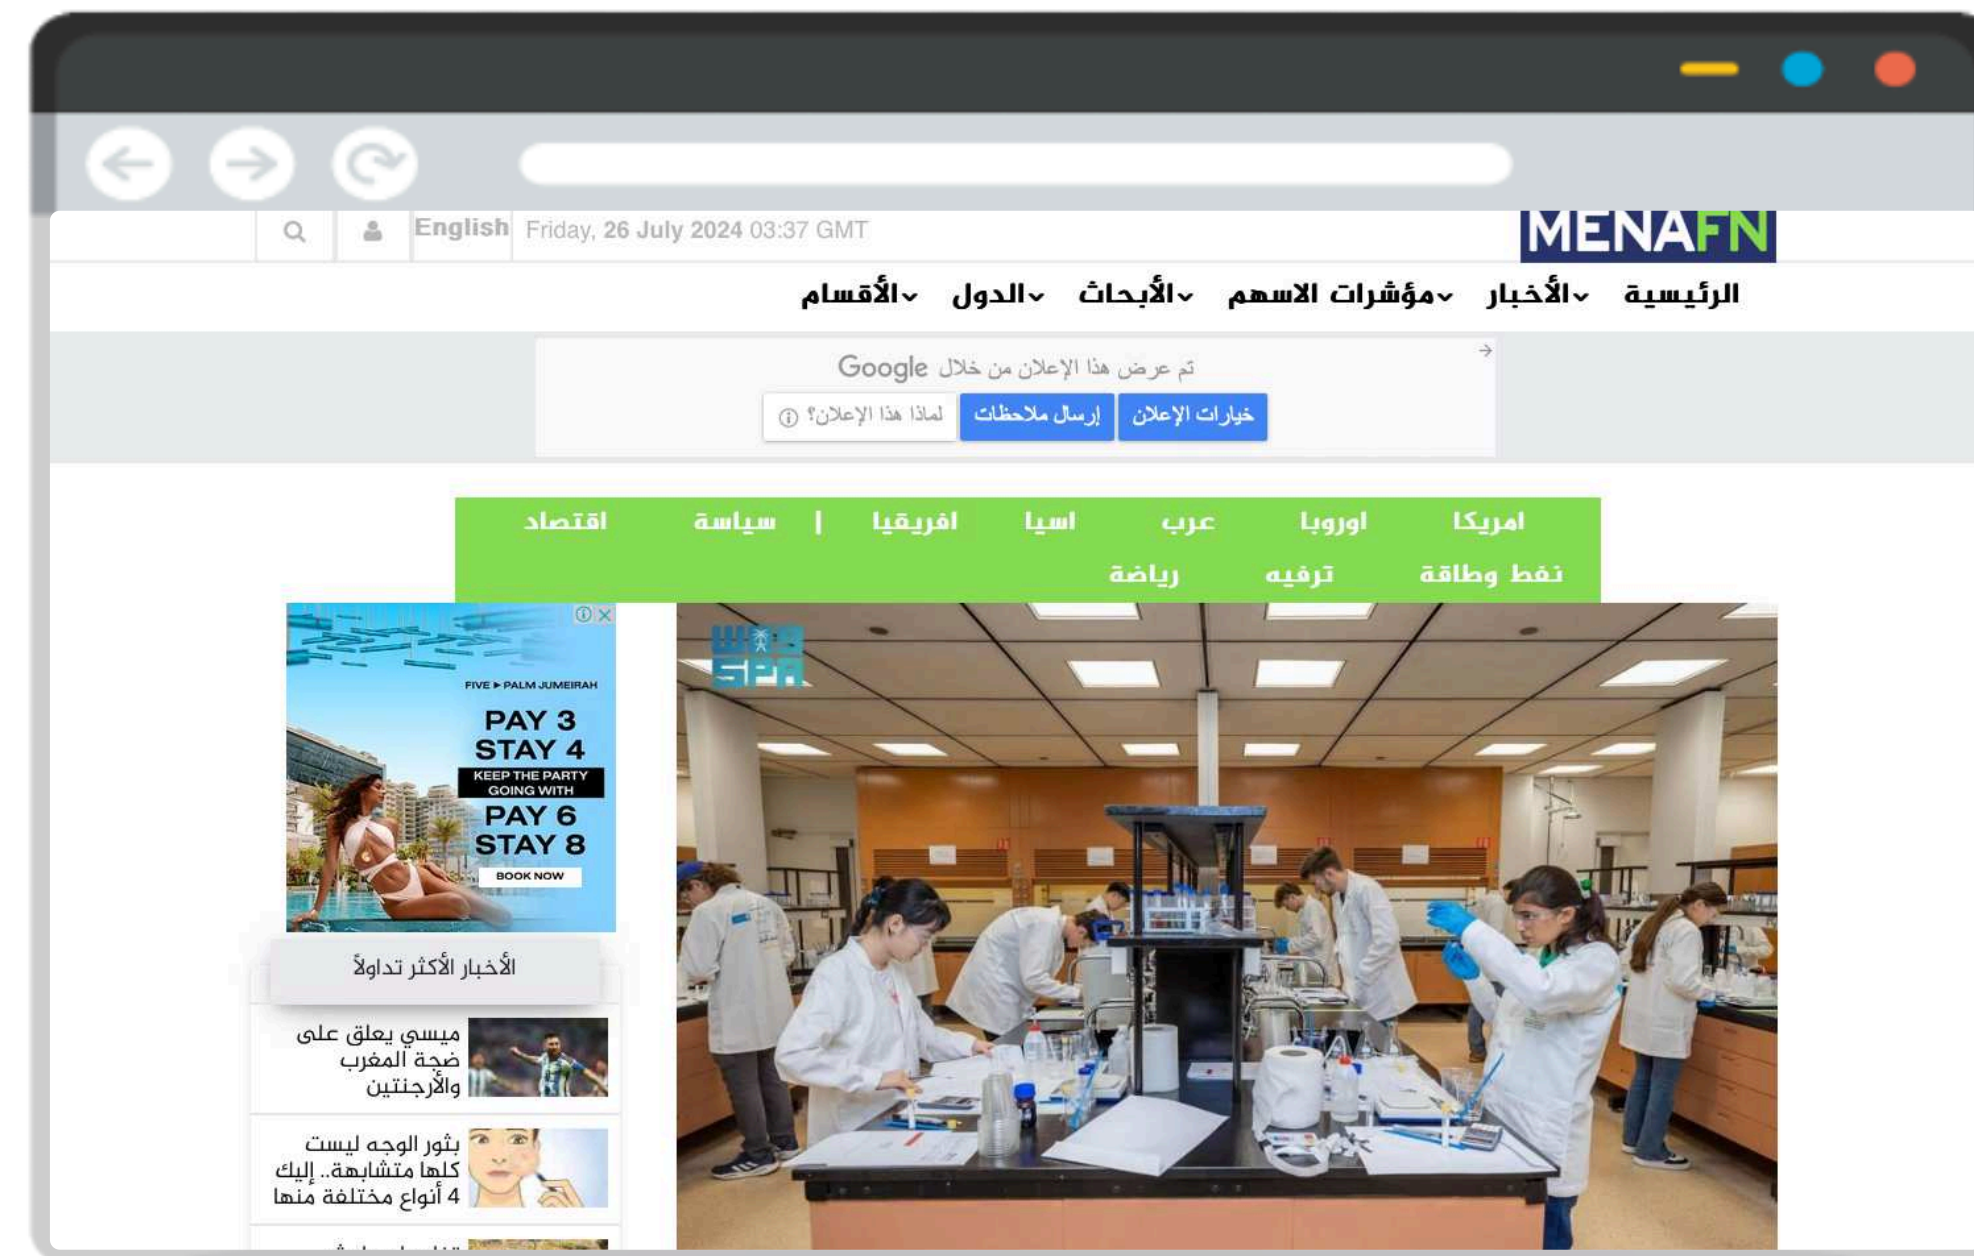 MENAFN
English Friday, 26 July 2024 03:37 GMT
الرئيسية الأخبار مؤشرات الاسهم الأبحاث الدول الأقسام
تم عرض هذا الإعلان من خلال Google
خيارات الإعلان إرسال ملاحظات لماذا هذا الإعلان؟
امريكا اوروبا عرب اسيا افريقيا | سياسة اقتصاد
نفط وطاقة ترفيه رياضة
SPA
FIVE PALM JUMEIRAH
PAY 3
STAY 4
KEEP THE PARTY
GOING WITH
PAY 6
STAY 8
BOOK NOW
الأخبار الأكثر تداولاً
ميسي يعلق على
ضجة المغرب
والأرجنتين
بثور الوجه ليست
كلها متشابهة.. إليك
4 أنواع مختلفة منها